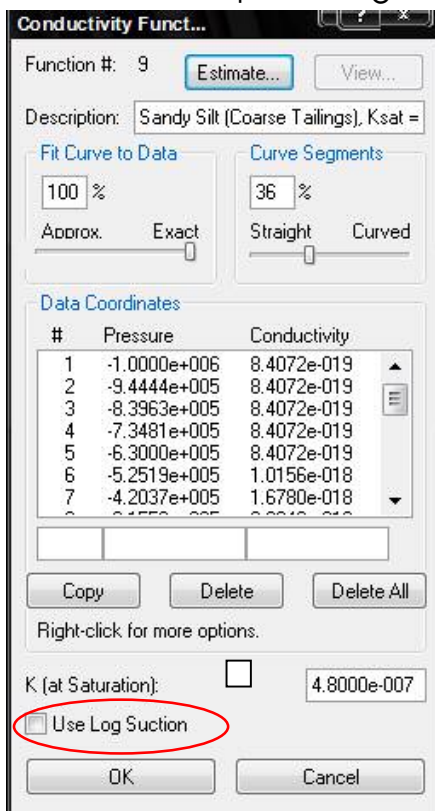 Conductivity Funct...
Function #: 9 Estimate... View...
Description: Sandy Silt (Coarse Tailings), Ksat =
Fit Curve to Data Curve Segments
100 % 36 %
Approx. Exact Straight Curved
Data Coordinates
# Pressure Conductivity
1 -1.0000e+006 8.4072e-019
2 -9.4444e+005 8.4072e-019
3 -8.3963e+005 8.4072e-019
4 -7.3481e+005 8.4072e-019
5 -6.3000e+005 8.4072e-019
6 -5.2519e+005 1.0156e-018
7 -4.2037e+005 1.6780e-018
Copy Delete Delete All
Right-click for more options.
K (at Saturation): 4.8000e-007
Use Log Suction
OK Cancel